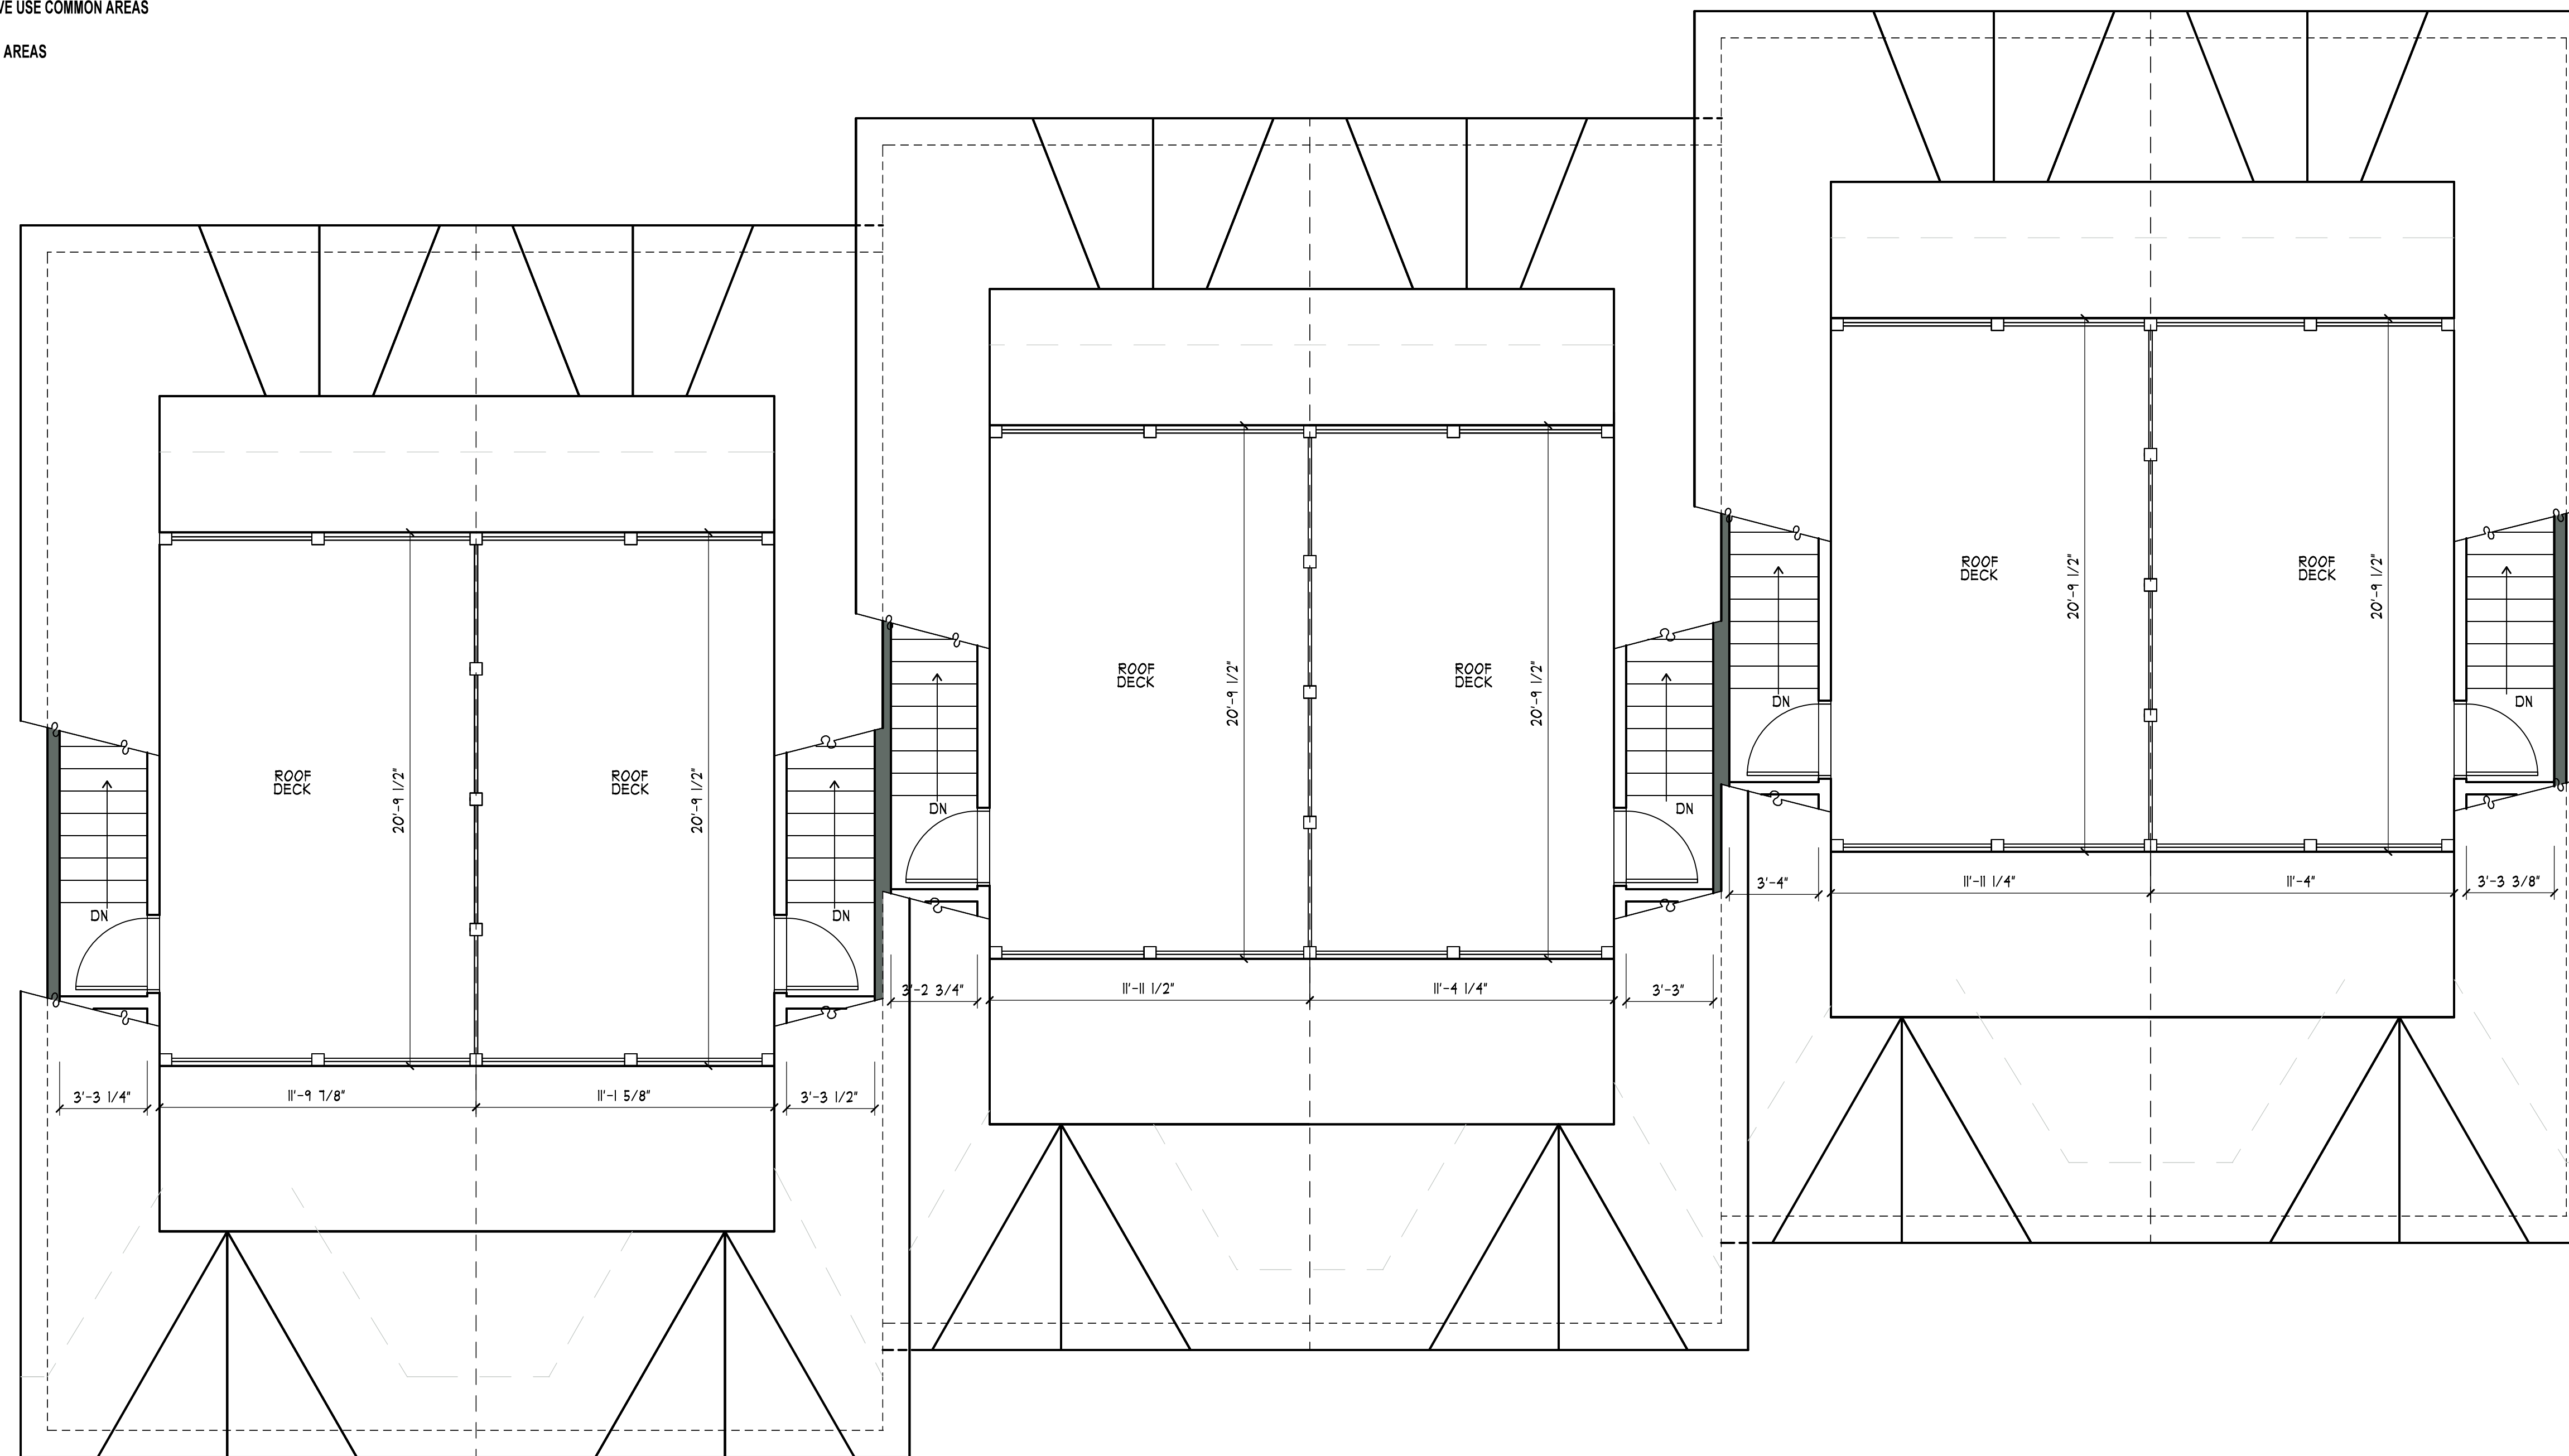 VE USE COMMON AREAS
AREAS
ROOF
DECK
20'-9 1/2"
ROOF
DECK
20'-9 1/2"
DN
DN
3'-3 1/4"
11'-9 7/8"
11'-1 5/8"
3'-3 1/2"
ROOF
DECK
20'-9 1/2"
ROOF
DECK
20'-9 1/2"
DN
DN
3'-2 3/4"
11'-11 1/2"
11'-4 1/4"
3'-3"
ROOF
DECK
20'-9 1/2"
ROOF
DECK
20'-9 1/2"
DN
DN
3'-4"
11'-11 1/4"
11'-4"
3'-3 3/8"